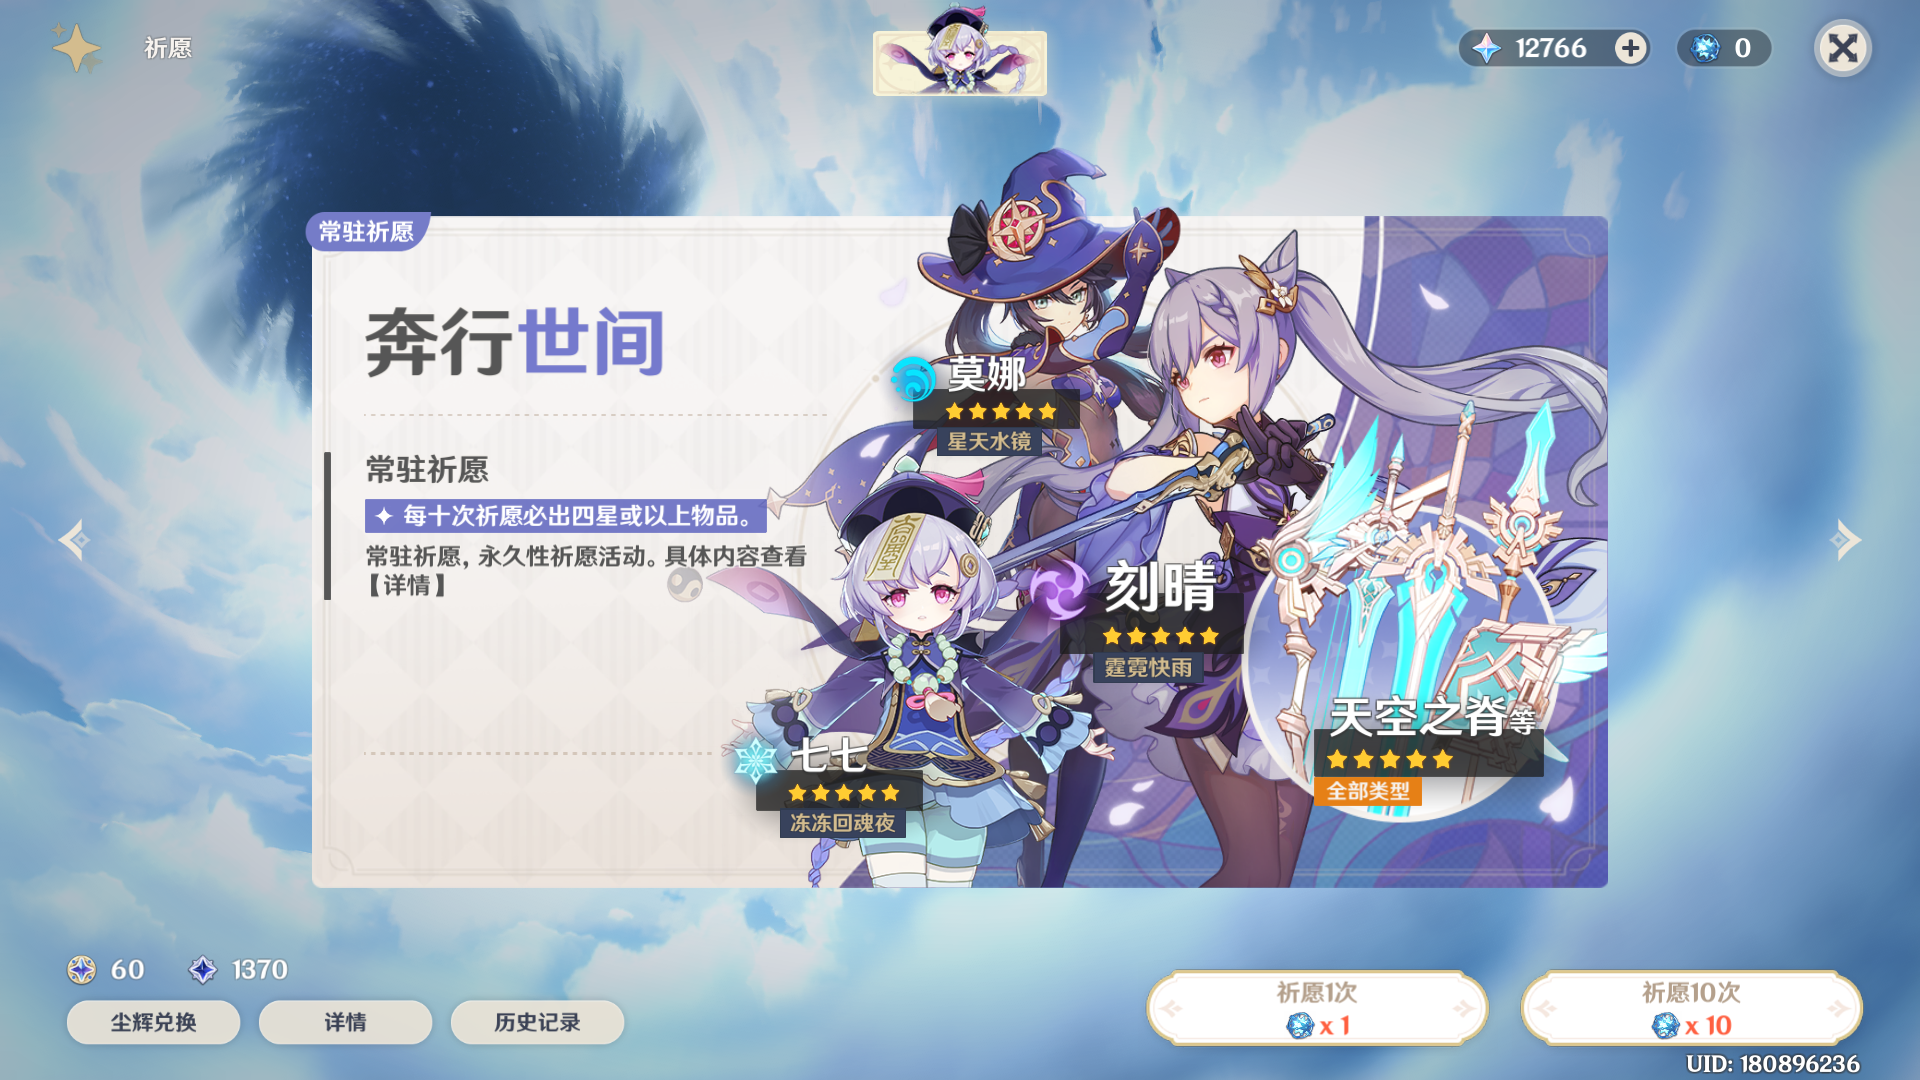 祈愿
12766
0
常驻祈愿
奔行世间
常驻祈愿
每十次祈愿必出四星或以上物品。
常驻祈愿，永久性祈愿活动。具体内容查看
【详情】
莫娜
星天水镜
刻晴
霆霓快雨
七七
冻冻回魂夜
天空之脊等
全部类型
60
1370
尘辉兑换
详情
历史记录
祈愿1次
x 1
祈愿10次
x 10
UID: 180896236